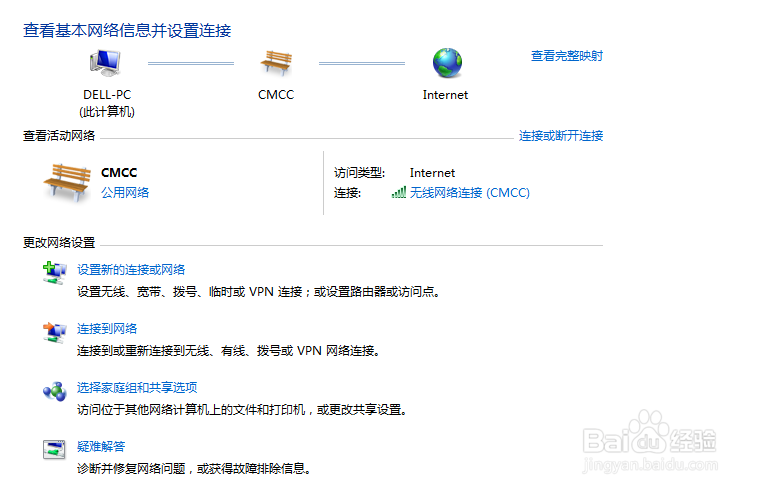 查看基本网络信息并设置连接
查看完整映射
DELL-PC
(此计算机)
CMCC
Internet
查看活动网络
连接或断开连接
CMCC
公用网络
访问类型: Internet
连接: 无线网络连接 (CMCC)
更改网络设置
设置新的连接或网络
设置无线、宽带、拨号、临时或 VPN 连接；或设置路由器或访问点。
连接到网络
连接到或重新连接到无线、有线、拨号或 VPN 网络连接。
选择家庭组和共享选项
访问位于其他网络计算机上的文件和打印机，或更改共享设置。
疑难解答
诊断并修复网络问题，或获得故障排除信息。
Baidu 经验
jingyan.baidu.com